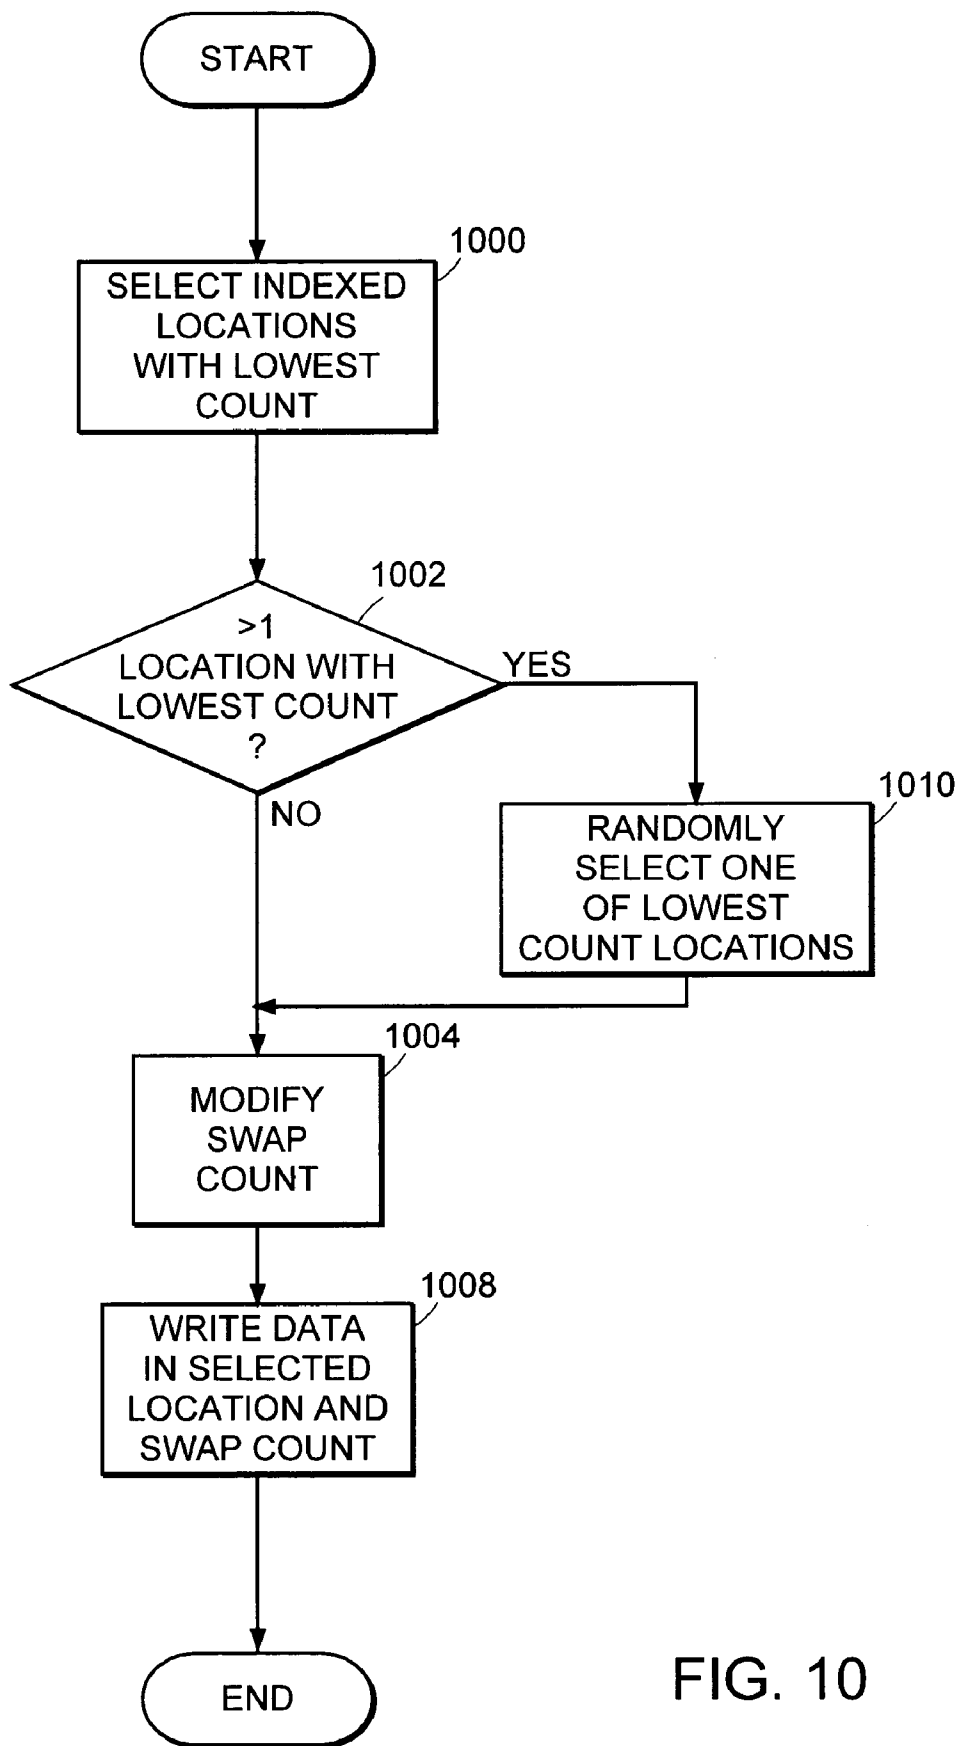 START
1000
SELECT INDEXED
LOCATIONS
WITH LOWEST
COUNT
1002
>1
LOCATION WITH
LOWEST COUNT
?
YES
NO
1010
RANDOMLY
SELECT ONE
OF LOWEST
COUNT LOCATIONS
1004
MODIFY
SWAP
COUNT
1008
WRITE DATA
IN SELECTED
LOCATION AND
SWAP COUNT
END
FIG. 10